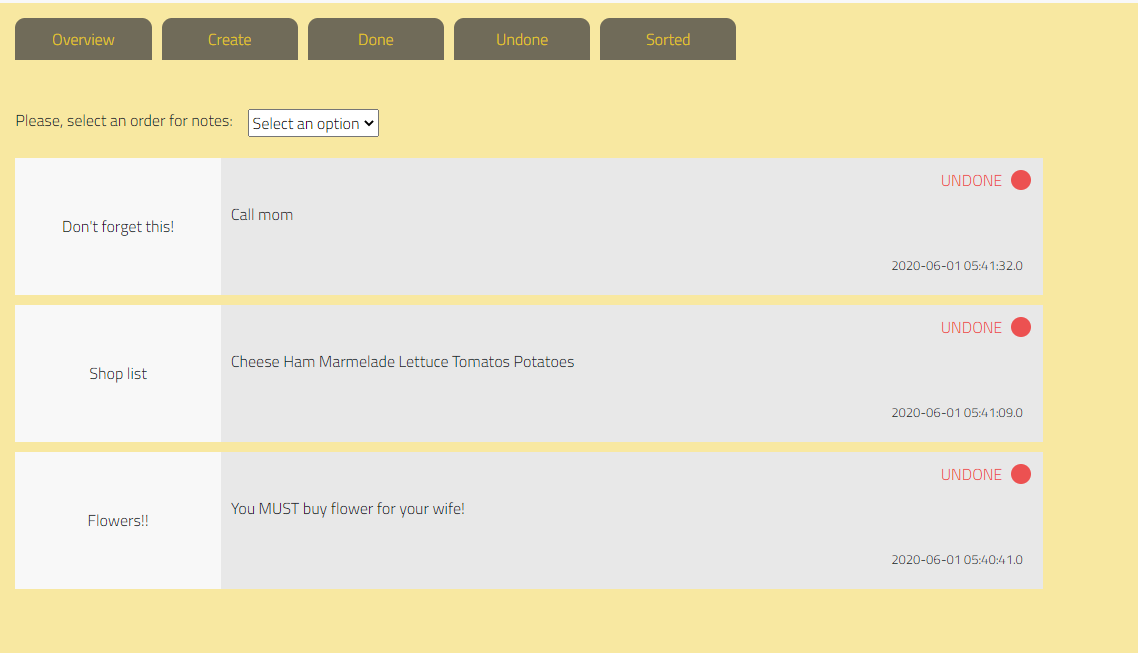 Overview Create Done Undone Sorted
Please, select an order for notes: Select an option
UNDONE
Don't forget this! Call mom
2020-06-01 05:41:32.0
UNDONE
Shop list Cheese Ham Marmelade Lettuce Tomatos Potatoes
2020-06-01 05:41:09.0
UNDONE
Flowers!! You MUST buy flower for your wife!
2020-06-01 05:40:41.0